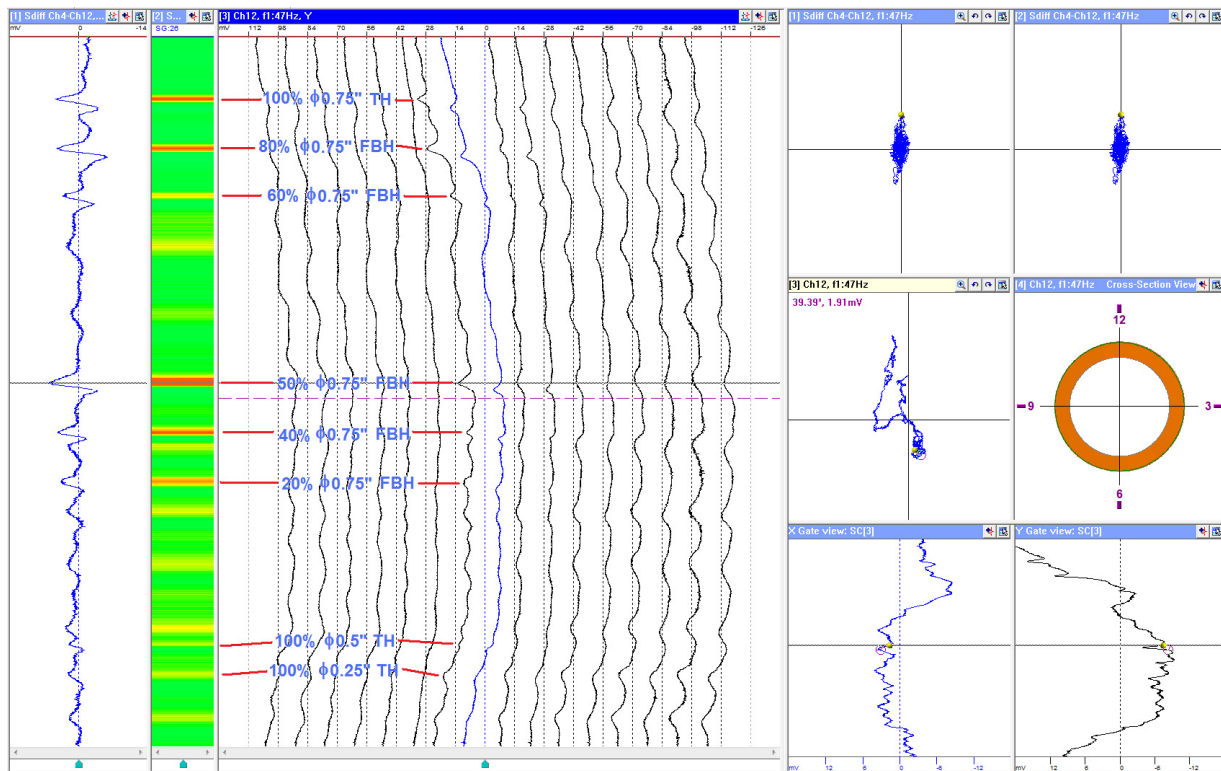 [1] Sdiff Ch4-Ch12,...
mV 0 -14
[2] S...
SG:26
[3] Ch12, f1:47Hz, Y
mV 112 98 84 70 56 42 28 14 0 -14 -28 -42 -56 -70 -84 -98 -112 -126
100% ϕ0.75" TH
80% ϕ0.75" FBH
60% ϕ0.75" FBH
50% ϕ0.75" FBH
40% ϕ0.75" FBH
20% ϕ0.75" FBH
100% ϕ0.5" TH
100% ϕ0.25" TH
[1] Sdiff Ch4-Ch12, f1:47Hz
[2] Sdiff Ch4-Ch12, f1:47Hz
[3] Ch12, f1:47Hz
39.39°, 1.91mV
[4] Ch12, f1:47Hz Cross-Section View
12
9
3
6
X Gate view: SC[3]
mV 12 6 0 -6 -12
Y Gate view: SC[3]
mV 12 6 0 -6 -12